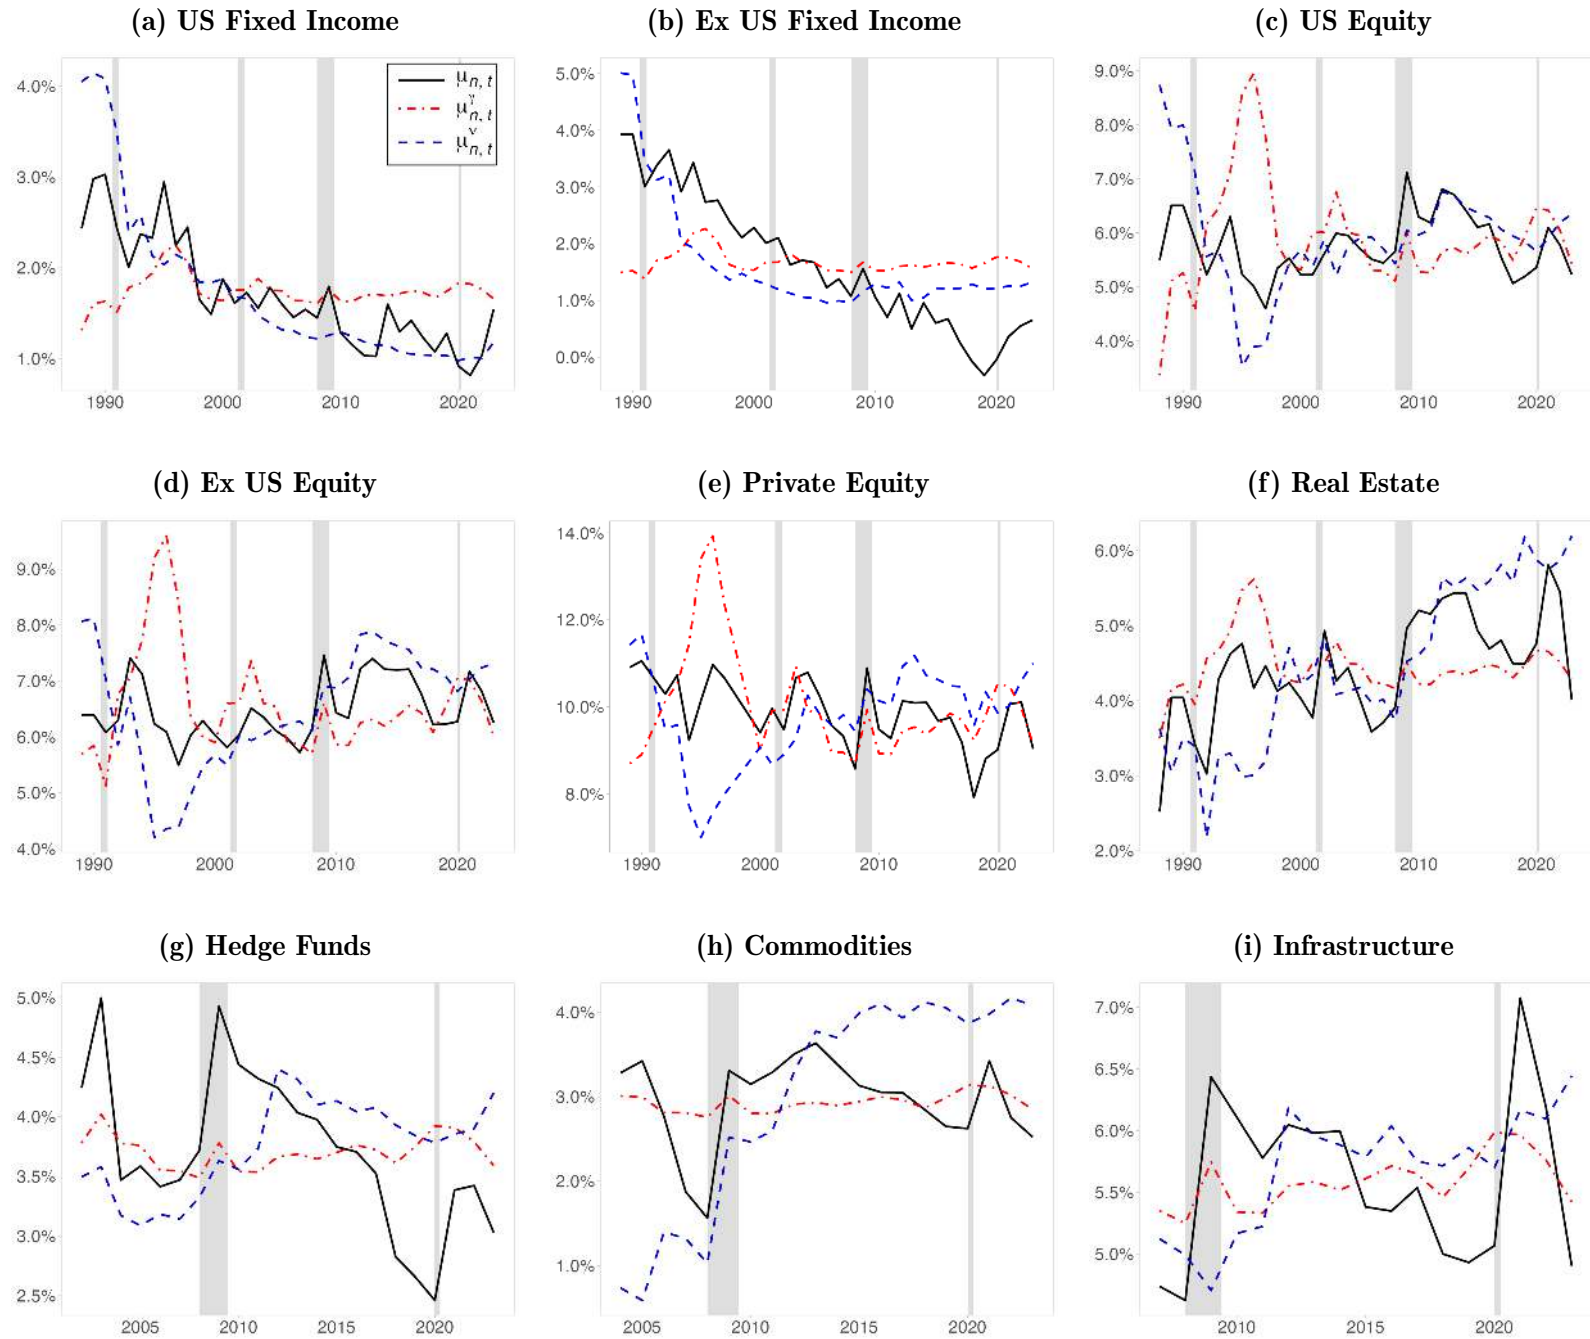 (a) US Fixed Income
4.0%
3.0%
2.0%
1.0%
1990 2000 2010 2020
μn, t
μγn, t
μνn, t
(b) Ex US Fixed Income
5.0%
4.0%
3.0%
2.0%
1.0%
0.0%
1990 2000 2010 2020
(c) US Equity
9.0%
8.0%
7.0%
6.0%
5.0%
4.0%
1990 2000 2010 2020
(d) Ex US Equity
9.0%
8.0%
7.0%
6.0%
5.0%
4.0%
1990 2000 2010 2020
(e) Private Equity
14.0%
12.0%
10.0%
8.0%
1990 2000 2010 2020
(f) Real Estate
6.0%
5.0%
4.0%
3.0%
2.0%
1990 2000 2010 2020
(g) Hedge Funds
5.0%
4.5%
4.0%
3.5%
3.0%
2.5%
2005 2010 2015 2020
(h) Commodities
4.0%
3.0%
2.0%
1.0%
2005 2010 2015 2020
(i) Infrastructure
7.0%
6.5%
6.0%
5.5%
5.0%
2010 2015 2020